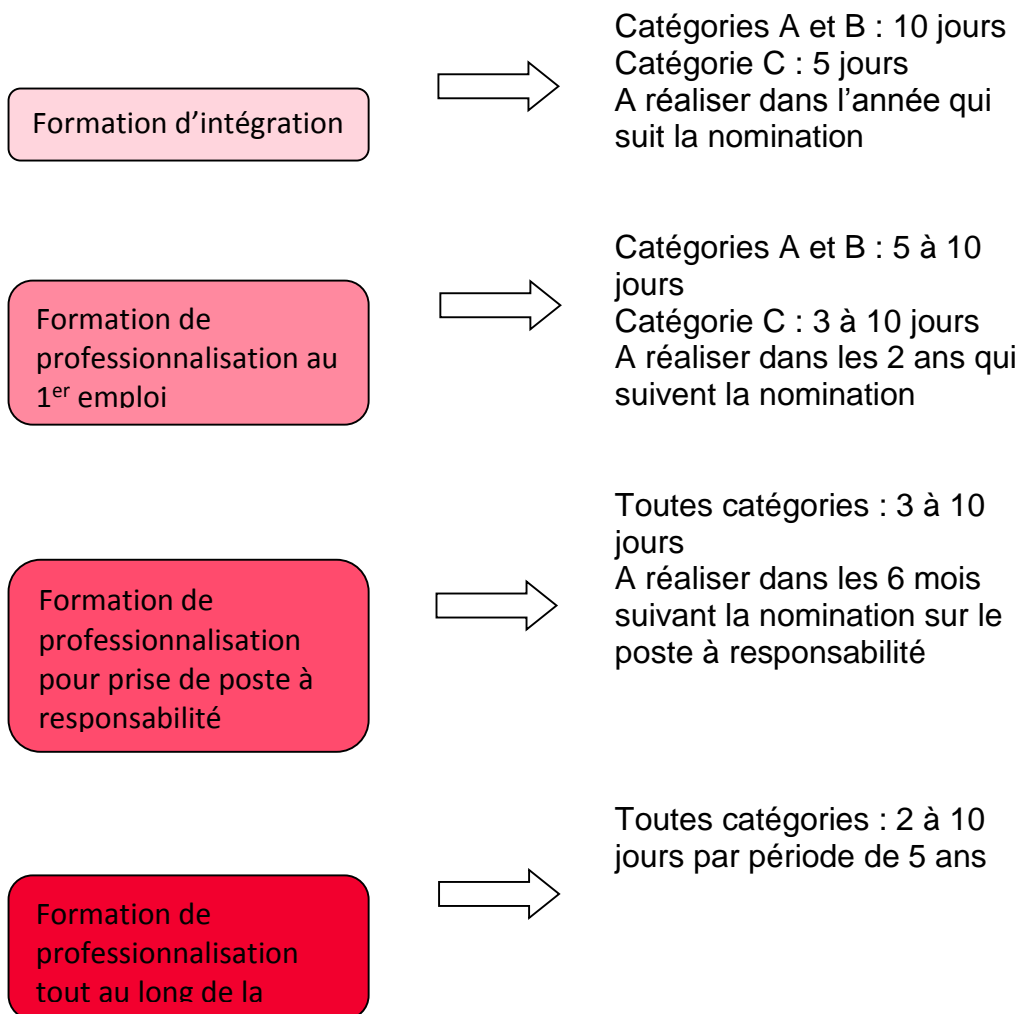 Formation d’intégration
Catégories A et B : 10 jours
Catégorie C : 5 jours
A réaliser dans l’année qui
suit la nomination
Formation de
professionnalisation au
1er emploi
Catégories A et B : 5 à 10
jours
Catégorie C : 3 à 10 jours
A réaliser dans les 2 ans qui
suivent la nomination
Formation de
professionnalisation
pour prise de poste à
responsabilité
Toutes catégories : 3 à 10
jours
A réaliser dans les 6 mois
suivant la nomination sur le
poste à responsabilité
Formation de
professionnalisation
tout au long de la
Toutes catégories : 2 à 10
jours par période de 5 ans